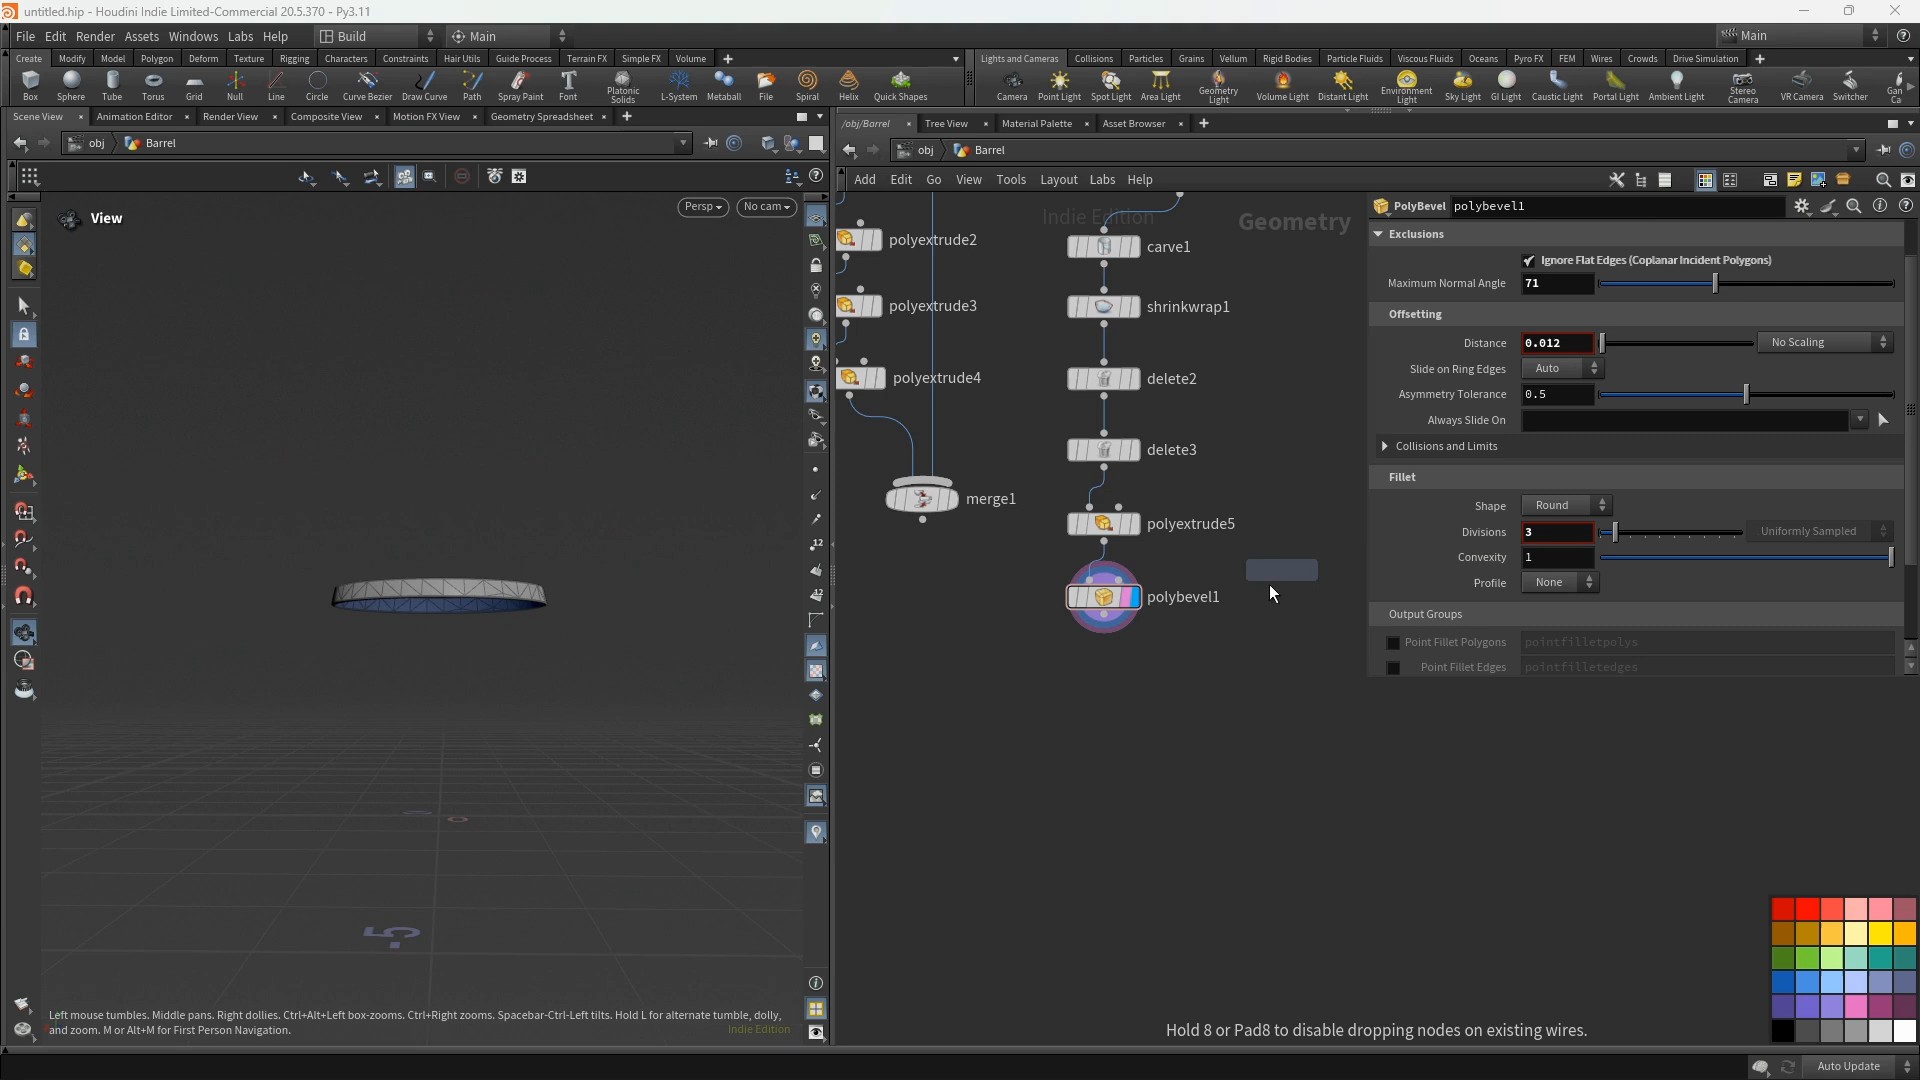 untitled.hip - Houdini Indie Limited-Commercial 20.5.370 - Py3.11
File Edit Render Assets Windows Labs Help Build Main Main
Create Modify Model Polygon Deform Texture Rigging Characters Constraints Hair Utils Guide Process Terrain FX Simple FX Volume
Lights and Cameras Collisions Particles Grains Vellum Rigid Bodies Particle Fluids Viscous Fluids Oceans Pyro FX FEM Wires Crowds Drive Simulation
Box Sphere Tube Torus Grid Null Line Circle Curve Bezier Draw Curve Path Spray Paint Font Platonic Solids L-System Metaball File Spiral Helix Quick Shapes
Camera Point Light Spot Light Area Light Geometry Light Volume Light Distant Light Environment Light Sky Light GI Light Caustic Light Portal Light Ambient Light Stereo Camera VR Camera Switcher Gan Ca
Scene View Animation Editor Render View Composite View Motion FX View Geometry Spreadsheet
/obj/Barrel Tree View Material Palette Asset Browser
obj Barrel
obj Barrel
Add Edit Go View Tools Layout Labs Help
View
Persp No cam
12
12
5
Left mouse tumbles. Middle pans. Right dollies. Ctrl+Alt+Left box-zooms. Ctrl+Right zooms. Spacebar-Ctrl-Left tilts. Hold L for alternate tumble, dolly,
and zoom. M or Alt+M for First Person Navigation.
Indie Edition
Indie Edition
Geometry
polyextrude2
polyextrude3
polyextrude4
merge1
carve1
shrinkwrap1
delete2
delete3
polyextrude5
polybevel1
Hold 8 or Pad8 to disable dropping nodes on existing wires.
PolyBevel polybevel1
Exclusions
Ignore Flat Edges (Coplanar Incident Polygons)
Maximum Normal Angle 71
Offsetting
Distance 0.012 No Scaling
Slide on Ring Edges Auto
Asymmetry Tolerance 0.5
Always Slide On
Collisions and Limits
Fillet
Shape Round
Divisions 3 Uniformly Sampled
Convexity 1
Profile None
Output Groups
Point Fillet Polygons pointfilletpolys
Point Fillet Edges pointfilletedges
Auto Update